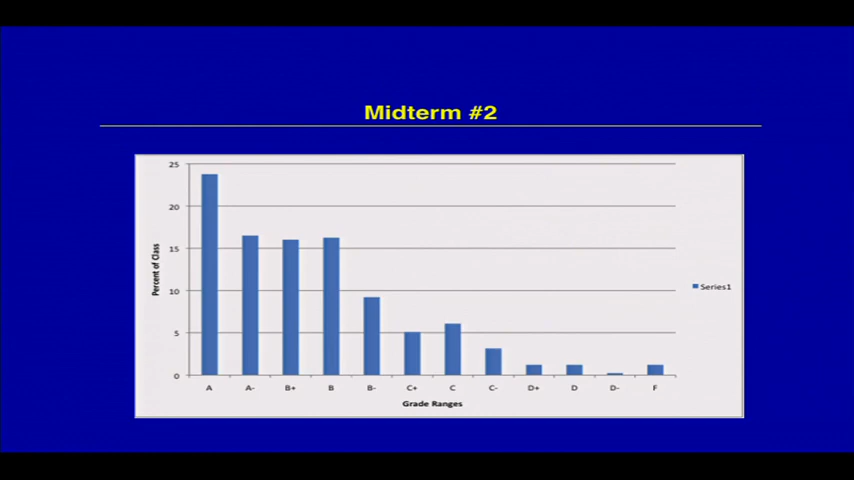 Midterm #2
25
20
15
10
5
0
Percent of Class
A A- B+ B B- C+ C C- D+ D D- F
Grade Ranges
Series1